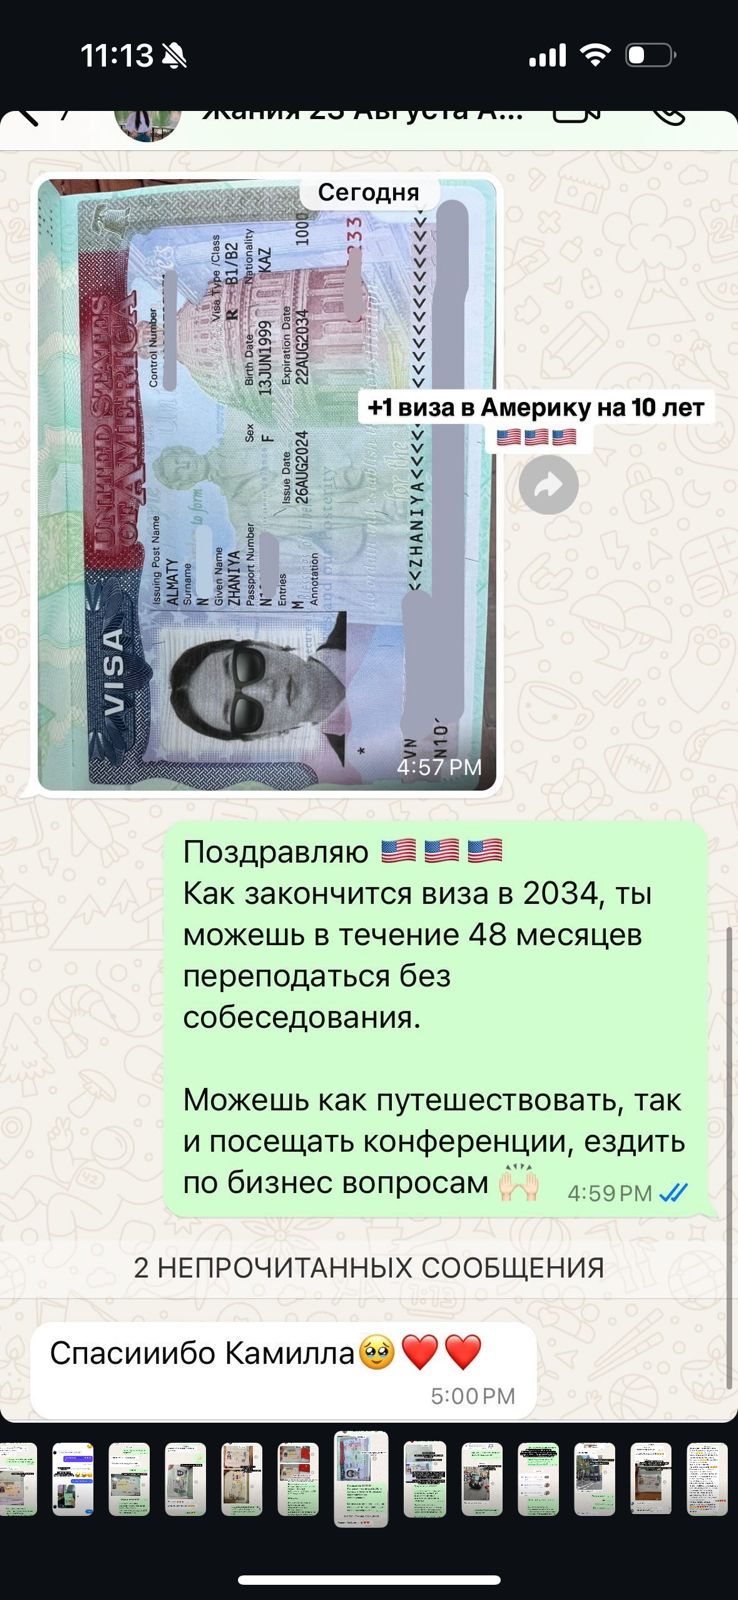 11:13
Жания 23 Августа А...
Сегодня
UNITED STATES
OF AMERICA
VISA
Issuing Post Name
ALMATY
Control Number
Surname
N
Given Name
ZHANIYA
Visa Type /Class
R B1/B2
Passport Number
N1
Sex
F
Birth Date
13JUN1999
Nationality
KAZ
Entries
M
Issue Date
26AUG2024
Expiration Date
22AUG2034
1000
Annotation
233
VN
<<ZHANIYA<<<<<<<<<<<<<<<<<<
N10
4:57 PM
+1 виза в Америку на 10 лет
🇺🇸🇺🇸🇺🇸
Поздравляю 🇺🇸🇺🇸🇺🇸
Как закончится виза в 2034, ты
можешь в течение 48 месяцев
переподаться без
собеседования.
Можешь как путешествовать, так
и посещать конференции, ездить
по бизнес вопросам 🙌🏻
4:59 PM
2 НЕПРОЧИТАННЫХ СООБЩЕНИЯ
Спасииибо Камилла🥹❤️❤️
5:00 PM